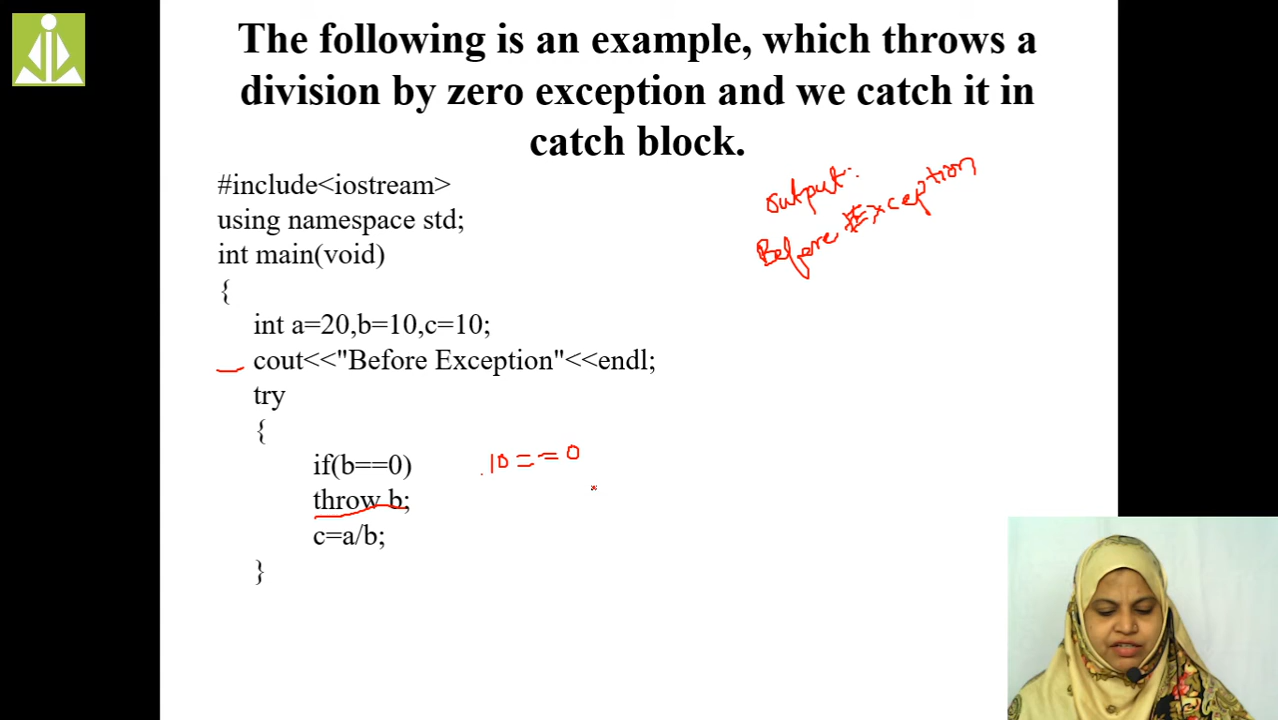 The following is an example, which throws a
division by zero exception and we catch it in
catch block.
#include<iostream>
using namespace std;
int main(void)
{
int a=20,b=10,c=10;
cout<<"Before Exception"<<endl;
try
{
if(b==0)
throw b;
c=a/b;
}
Output:
Before Exception
10==0